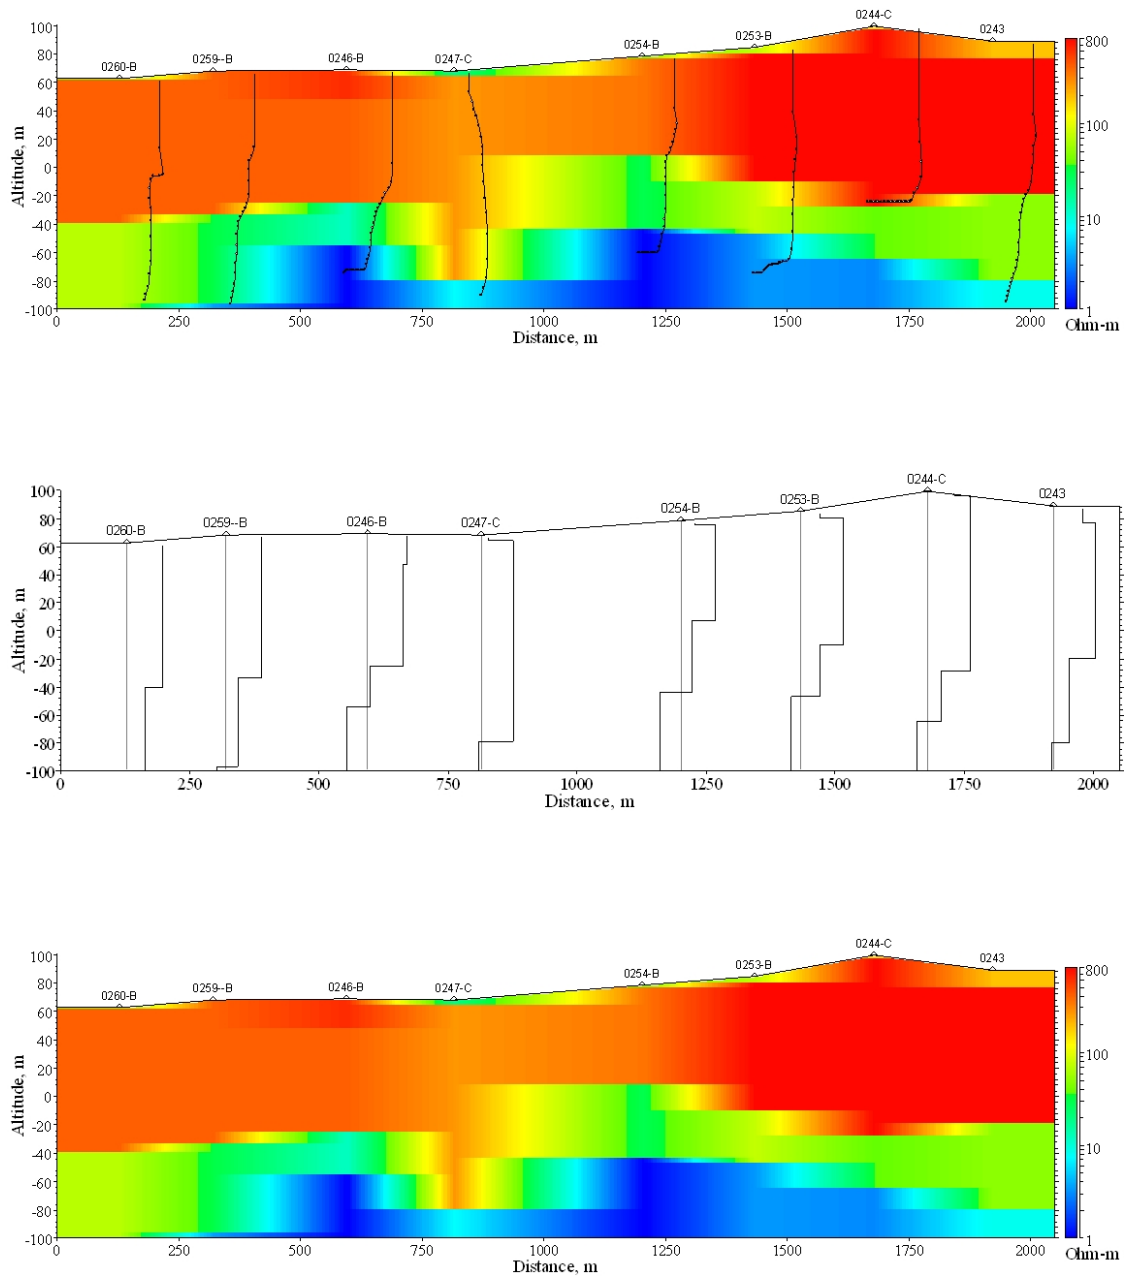 0244-C
100
0243
800
0253-B
0254-B
80
0260-B
0259--B
0246-B
0247-C
60
40
100
20
0
-20
10
-40
-60
-80
-100
1
0
250
500
750
1000
1250
1500
1750
2000
Ohm-m
Altitude, m
Distance, m
0244-C
100
0243
0253-B
0254-B
80
0260-B
0259--B
0246-B
0247-C
60
40
20
0
-20
-40
-60
-80
-100
0
250
500
750
1000
1250
1500
1750
2000
Altitude, m
Distance, m
0244-C
100
0243
800
0253-B
0254-B
80
0260-B
0259--B
0246-B
0247-C
60
40
100
20
0
-20
10
-40
-60
-80
-100
1
0
250
500
750
1000
1250
1500
1750
2000
Ohm-m
Altitude, m
Distance, m